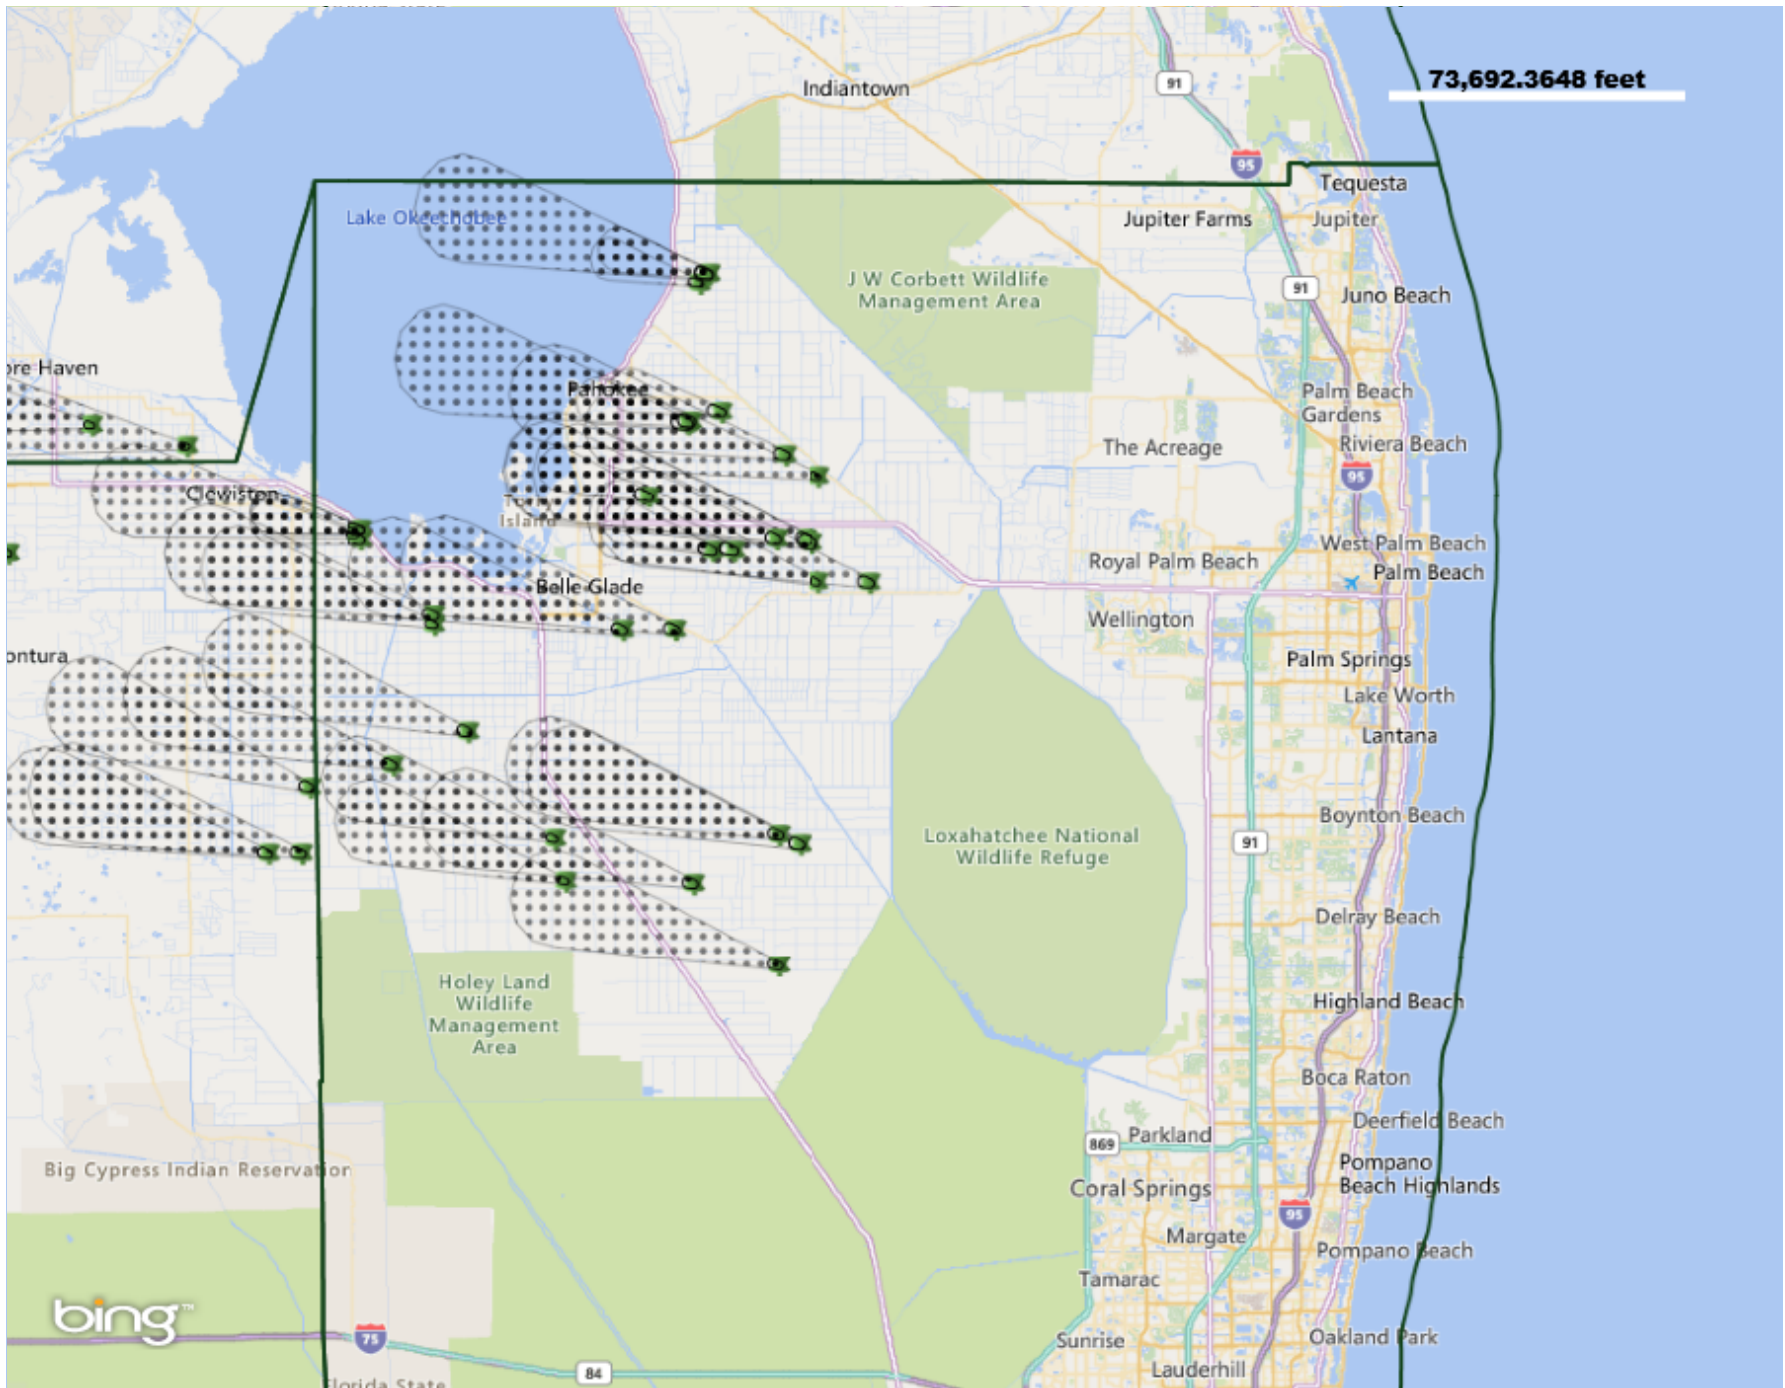 73,692.3648 feet
Indiantown
91
95
Tequesta
Jupiter Farms
Jupiter
Lake Okeechobee
J W Corbett Wildlife
Management Area
91
Juno Beach
ore Haven
Pahokee
Palm Beach
Gardens
The Acreage
Riviera Beach
95
Clewiston
Island
West Palm Beach
Royal Palm Beach
Palm Beach
Belle Glade
Wellington
ontura
Palm Springs
Lake Worth
Lantana
Boynton Beach
Loxahatchee National
Wildlife Refuge
91
Delray Beach
Holey Land
Wildlife
Management
Area
Highland Beach
Boca Raton
Deerfield Beach
869
Parkland
Big Cypress Indian Reservation
Pompano
Beach Highlands
Coral Springs
95
Margate
Pompano Beach
Tamarac
bing™
75
Sunrise
Oakland Park
84
Lauderhill
Florida State